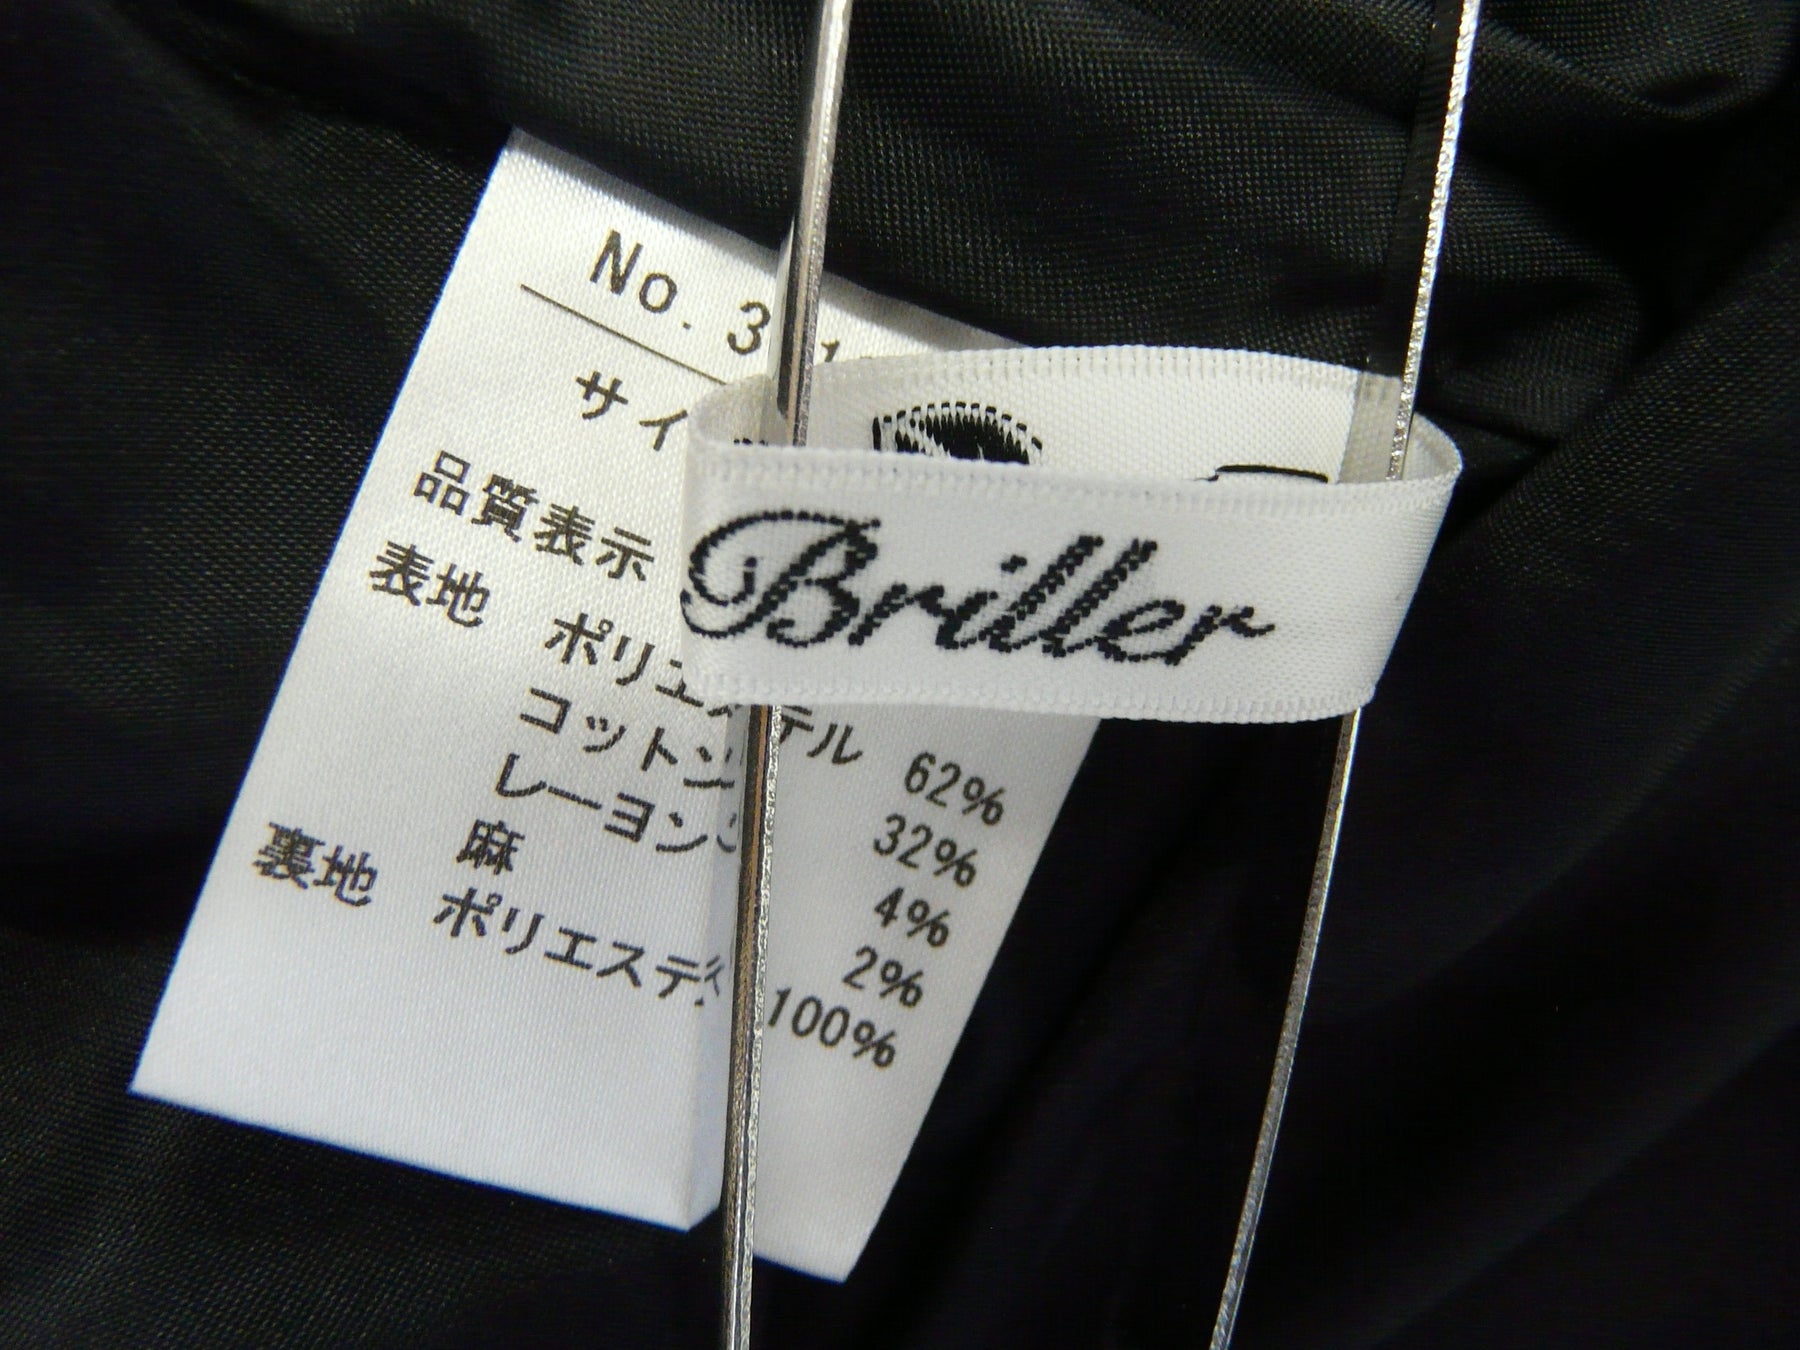 No. 3
サイ
品質表示
表地 ポリエステル 62%
コットン 32%
レーヨン 4%
麻 2%
裏地 ポリエステ 100%
Briller